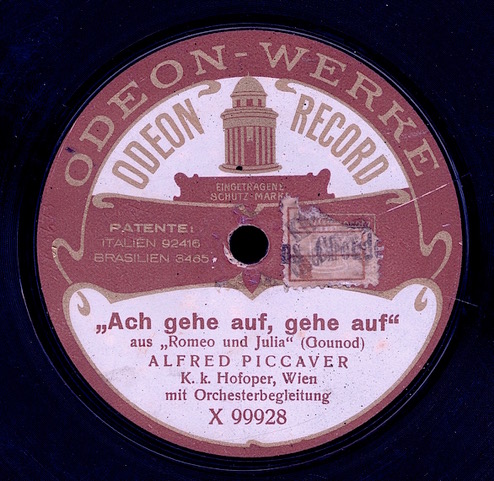 ODEON-WERKE
ODEON RECORD
EINGETRAGENE
SCHUTZ-MARKE
PATENTE:
ITALIEN 92416
BRASILIEN 3485
„Ach gehe auf, gehe auf“
aus „Romeo und Julia“ (Gounod)
ALFRED PICCAVER
K. k. Hofoper, Wien
mit Orchesterbegleitung
X 99928